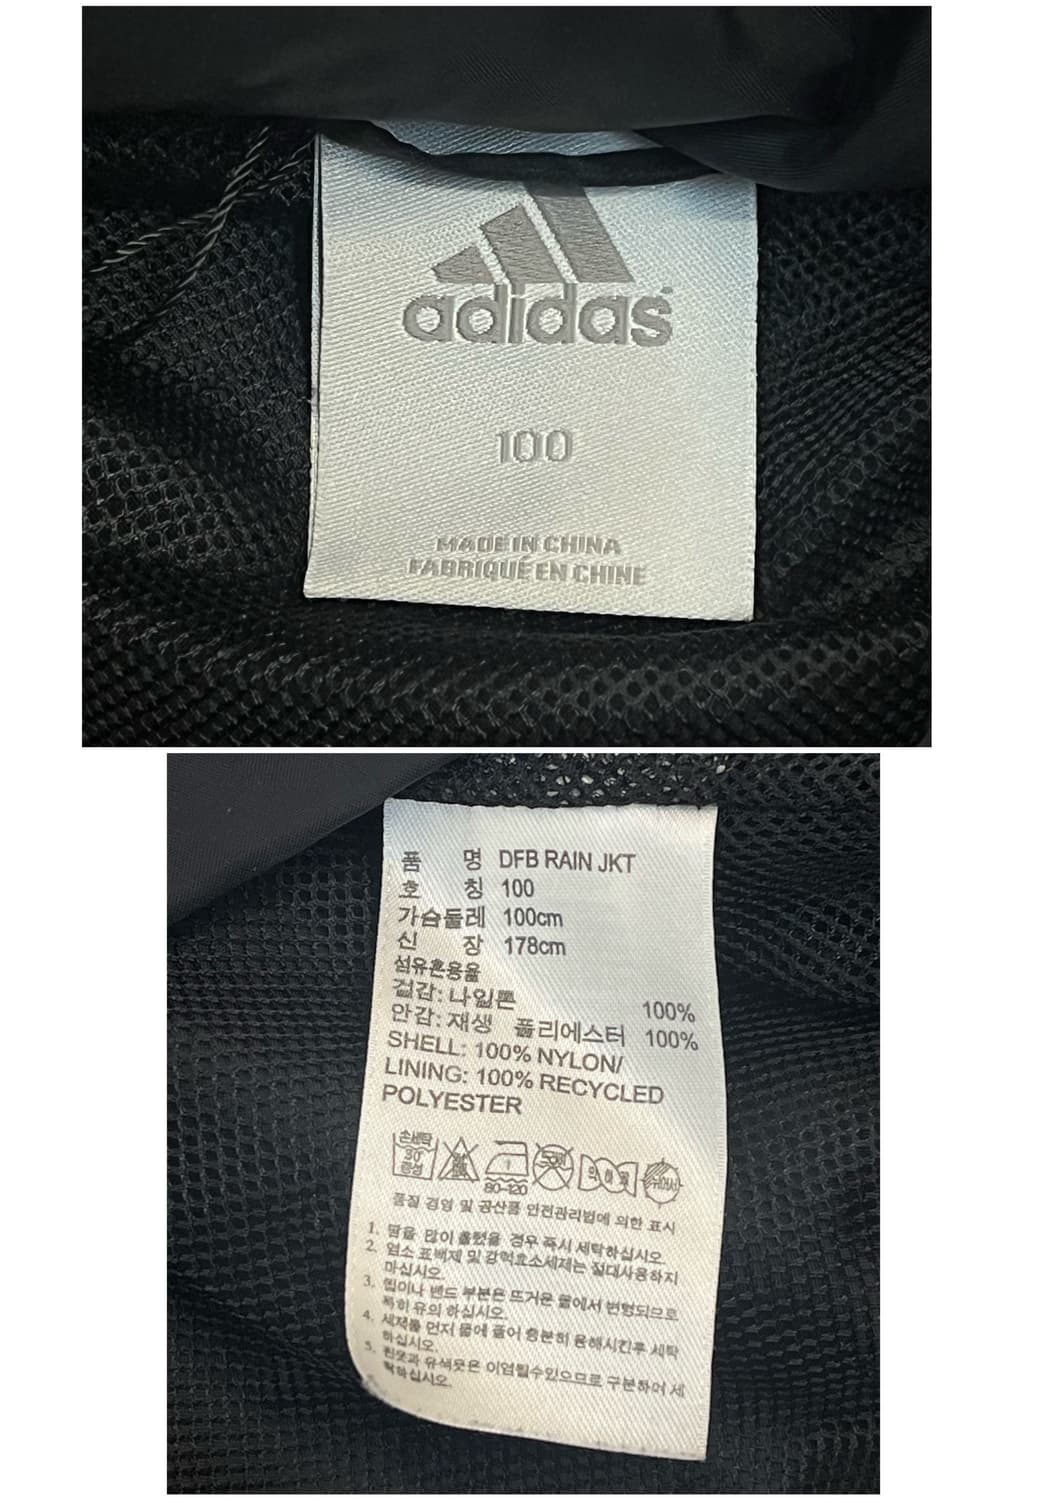 adidas
100
MADE IN CHINA
FABRIQUÉ EN CHINE
품 명 DFB RAIN JKT
호 칭 100
가슴둘레 100cm
신 장 178cm
섬유혼용율
겉감: 나일론 100%
안감: 재생 폴리에스터 100%
SHELL: 100% NYLON/
LINING: 100% RECYCLED
POLYESTER
손세탁
30
중성
1
80-120
약하게
품질 경영 및 공산품 안전관리법에 의한 표시
1. 땀을 많이 흘렸을 경우 즉시 세탁하십시오.
2. 염소 표백제 및 강력효소세제는 절대사용하지
마십시오.
3. 립이나 밴드 부분은 뜨거운 물에서 변형되므로
특히 유의 하십시오.
4. 세제를 먼저 물에 풀어 충분히 용해시킨후 세탁
하십시오.
5. 흰옷과 유색옷은 이염될수있으므로 구분하여 세
탁하십시오.